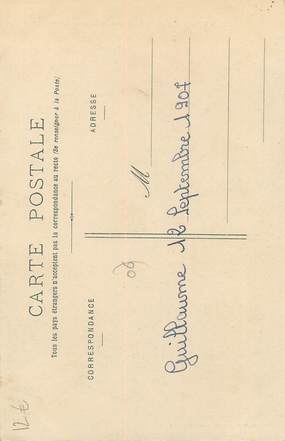 CARTE POSTALE
Tous les pays étrangers n'acceptent pas la correspondance au recto (Se renseigner à la Poste)
CORRESPONDANCE
ADRESSE
M
Guillaume 12 Septembre 1907
12 €